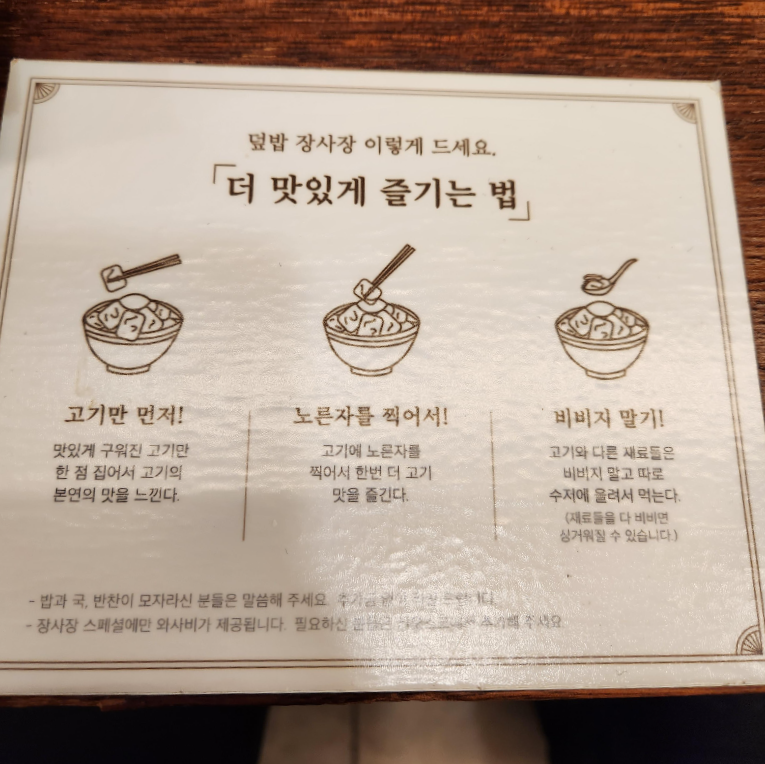 덮밥 장사장 이렇게 드세요.
「더 맛있게 즐기는 법」
고기만 먼저!
맛있게 구워진 고기만
한 점 집어서 고기의
본연의 맛을 느낀다.
노른자를 찍어서!
고기에 노른자를
찍어서 한번 더 고기
맛을 즐긴다.
비비지 말기!
고기와 다른 재료들은
비비지 말고 따로
수저에 올려서 먹는다.
(재료들을 다 비비면
싱거워질 수 있습니다.)
- 밥과 국, 반찬이 모자라신 분들은 말씀해 주세요.
- 장사장 스페셜에만 와사비가 제공됩니다. 필요하신 주세요.